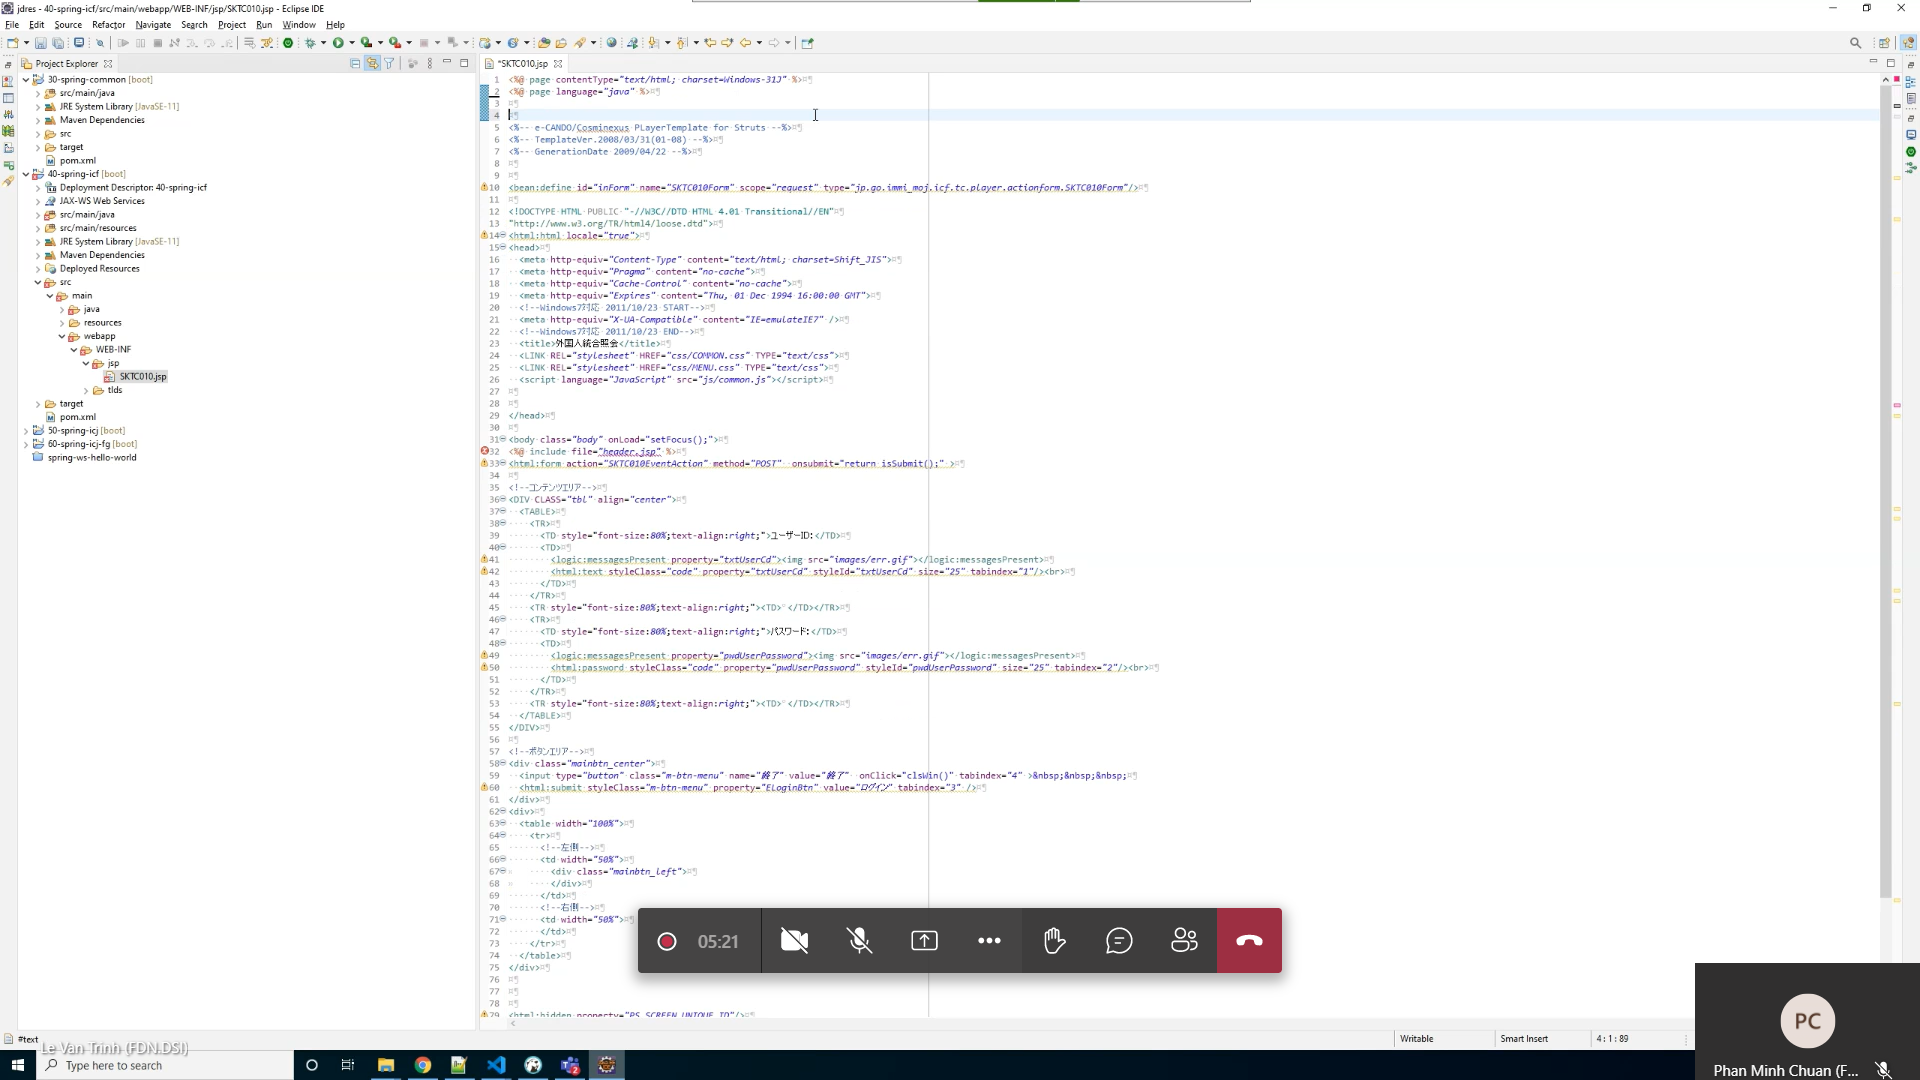 jdres - 40-spring-icf/src/main/webapp/WEB-INF/jsp/SKTC010.jsp - Eclipse IDE
File Edit Source Refactor Navigate Search Project Run Window Help
Project Explorer
30-spring-common [boot]
src/main/java
JRE System Library [JavaSE-11]
Maven Dependencies
src
target
pom.xml
40-spring-icf [boot]
Deployment Descriptor: 40-spring-icf
JAX-WS Web Services
src/main/java
src/main/resources
JRE System Library [JavaSE-11]
Maven Dependencies
Deployed Resources
src
main
java
resources
webapp
WEB-INF
jsp
SKTC010.jsp
tlds
target
pom.xml
50-spring-icj [boot]
60-spring-icj-fg [boot]
spring-ws-hello-world
*SKTC010.jsp
1 <%@ page contentType="text/html; charset=Windows-31J" %>
2 <%@ page language="java" %>
3
4
5 <%-- e-CANDO/Cosminexus PLayerTemplate for Struts --%>
6 <%-- TemplateVer.2008/03/31(01-08) --%>
7 <%-- GenerationDate 2009/04/22 --%>
8
9
10 <bean:define id="inForm" name="SKTC010Form" scope="request" type="jp.go.immi_moj.icf.tc.player.actionform.SKTC010Form"/>
11
12 <!DOCTYPE HTML PUBLIC "-//W3C//DTD HTML 4.01 Transitional//EN"
13 "http://www.w3.org/TR/html4/loose.dtd">
14 <html:html locale="true">
15 <head>
16 <meta http-equiv="Content-Type" content="text/html; charset=Shift_JIS">
17 <meta http-equiv="Pragma" content="no-cache">
18 <meta http-equiv="Cache-Control" content="no-cache">
19 <meta http-equiv="Expires" content="Thu, 01 Dec 1994 16:00:00 GMT">
20 <!--Windows7対応 2011/10/23 START-->
21 <meta http-equiv="X-UA-Compatible" content="IE=emulateIE7" />
22 <!--Windows7対応 2011/10/23 END-->
23 <title>外国人統合照会</title>
24 <LINK REL="stylesheet" HREF="css/COMMON.css" TYPE="text/css">
25 <LINK REL="stylesheet" HREF="css/MENU.css" TYPE="text/css">
26 <script language="JavaScript" src="js/common.js"></script>
27
28
29 </head>
30
31 <body class="body" onLoad="setFocus();">
32 <%@ include file="header.jsp" %>
33 <html:form action="SKTC010EventAction" method="POST" onsubmit="return isSubmit();" >
34
35 <!--コンテンツエリア-->
36 <DIV CLASS="tbl" align="center">
37 <TABLE>
38 <TR>
39 <TD style="font-size:80%;text-align:right;">ユーザーID:</TD>
40 <TD>
41 <logic:messagesPresent property="txtUserCd"><img src="images/err.gif"></logic:messagesPresent>
42 <html:text styleClass="code" property="txtUserCd" styleId="txtUserCd" size="25" tabindex="1"/><br>
43 </TD>
44 </TR>
45 <TR style="font-size:80%;text-align:right;"><TD> </TD></TR>
46 <TR>
47 <TD style="font-size:80%;text-align:right;">パスワード:</TD>
48 <TD>
49 <logic:messagesPresent property="pwdUserPassword"><img src="images/err.gif"></logic:messagesPresent>
50 <html:password styleClass="code" property="pwdUserPassword" styleId="pwdUserPassword" size="25" tabindex="2"/><br>
51 </TD>
52 </TR>
53 <TR style="font-size:80%;text-align:right;"><TD> </TD></TR>
54 </TABLE>
55 </DIV>
56
57 <!--ボタンエリア-->
58 <div class="mainbtn_center">
59 <input type="button" class="m-btn-menu" name="終了" value="終了" onClick="clsWin()" tabindex="4" >&nbsp;&nbsp;&nbsp;
60 <html:submit styleClass="m-btn-menu" property="ELoginBtn" value="ログイン" tabindex="3" />
61 </div>
62 <div>
63 <table width="100%">
64 <tr>
65 <!--左側-->
66 <td width="50%">
67 <div class="mainbtn_left">
68 </div>
69 </td>
70 <!--右側-->
71 <td width="50%">
72 </td>
73 </tr>
74 </table>
75 </div>
76
77
78
79 <html:hidden property="PS_SCREEN_UNIQUE_ID"/>
05:21
PC
Phan Minh Chuan (F...
#text
Writable
Smart Insert
4 : 1 : 89
Le Van Trinh (FDN.DSI)
Type here to search